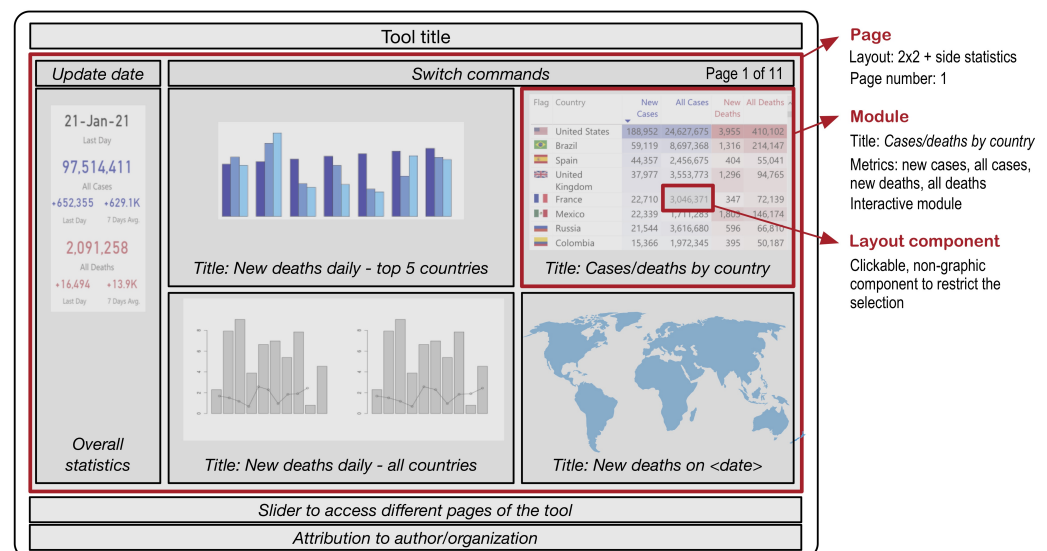 Tool title
Update date
Switch commands
Page 1 of 11
21-Jan-21
Last Day
97,514,411
All Cases
+652,355 +629.1K
Last Day 7 Days Avg.
2,091,258
All Deaths
+16,494 +13.9K
Last Day 7 Days Avg.
Overall
statistics
Title: New deaths daily - top 5 countries
Flag Country New Cases All Cases New Deaths All Deaths
United States 188,952 24,627,675 3,955 410,102
Brazil 59,119 8,697,368 1,316 214,147
Spain 44,357 2,456,675 404 55,041
United Kingdom 37,977 3,553,773 1,296 94,765
France 22,710 3,046,371 347 72,139
Mexico 22,339 1,711,283 1,803 146,174
Russia 21,544 3,616,680 596 66,810
Colombia 15,366 1,972,345 395 50,187
Title: Cases/deaths by country
Title: New deaths daily - all countries
Title: New deaths on <date>
Slider to access different pages of the tool
Attribution to author/organization
Page
Layout: 2x2 + side statistics
Page number: 1
Module
Title: Cases/deaths by country
Metrics: new cases, all cases,
new deaths, all deaths
Interactive module
Layout component
Clickable, non-graphic
component to restrict the
selection